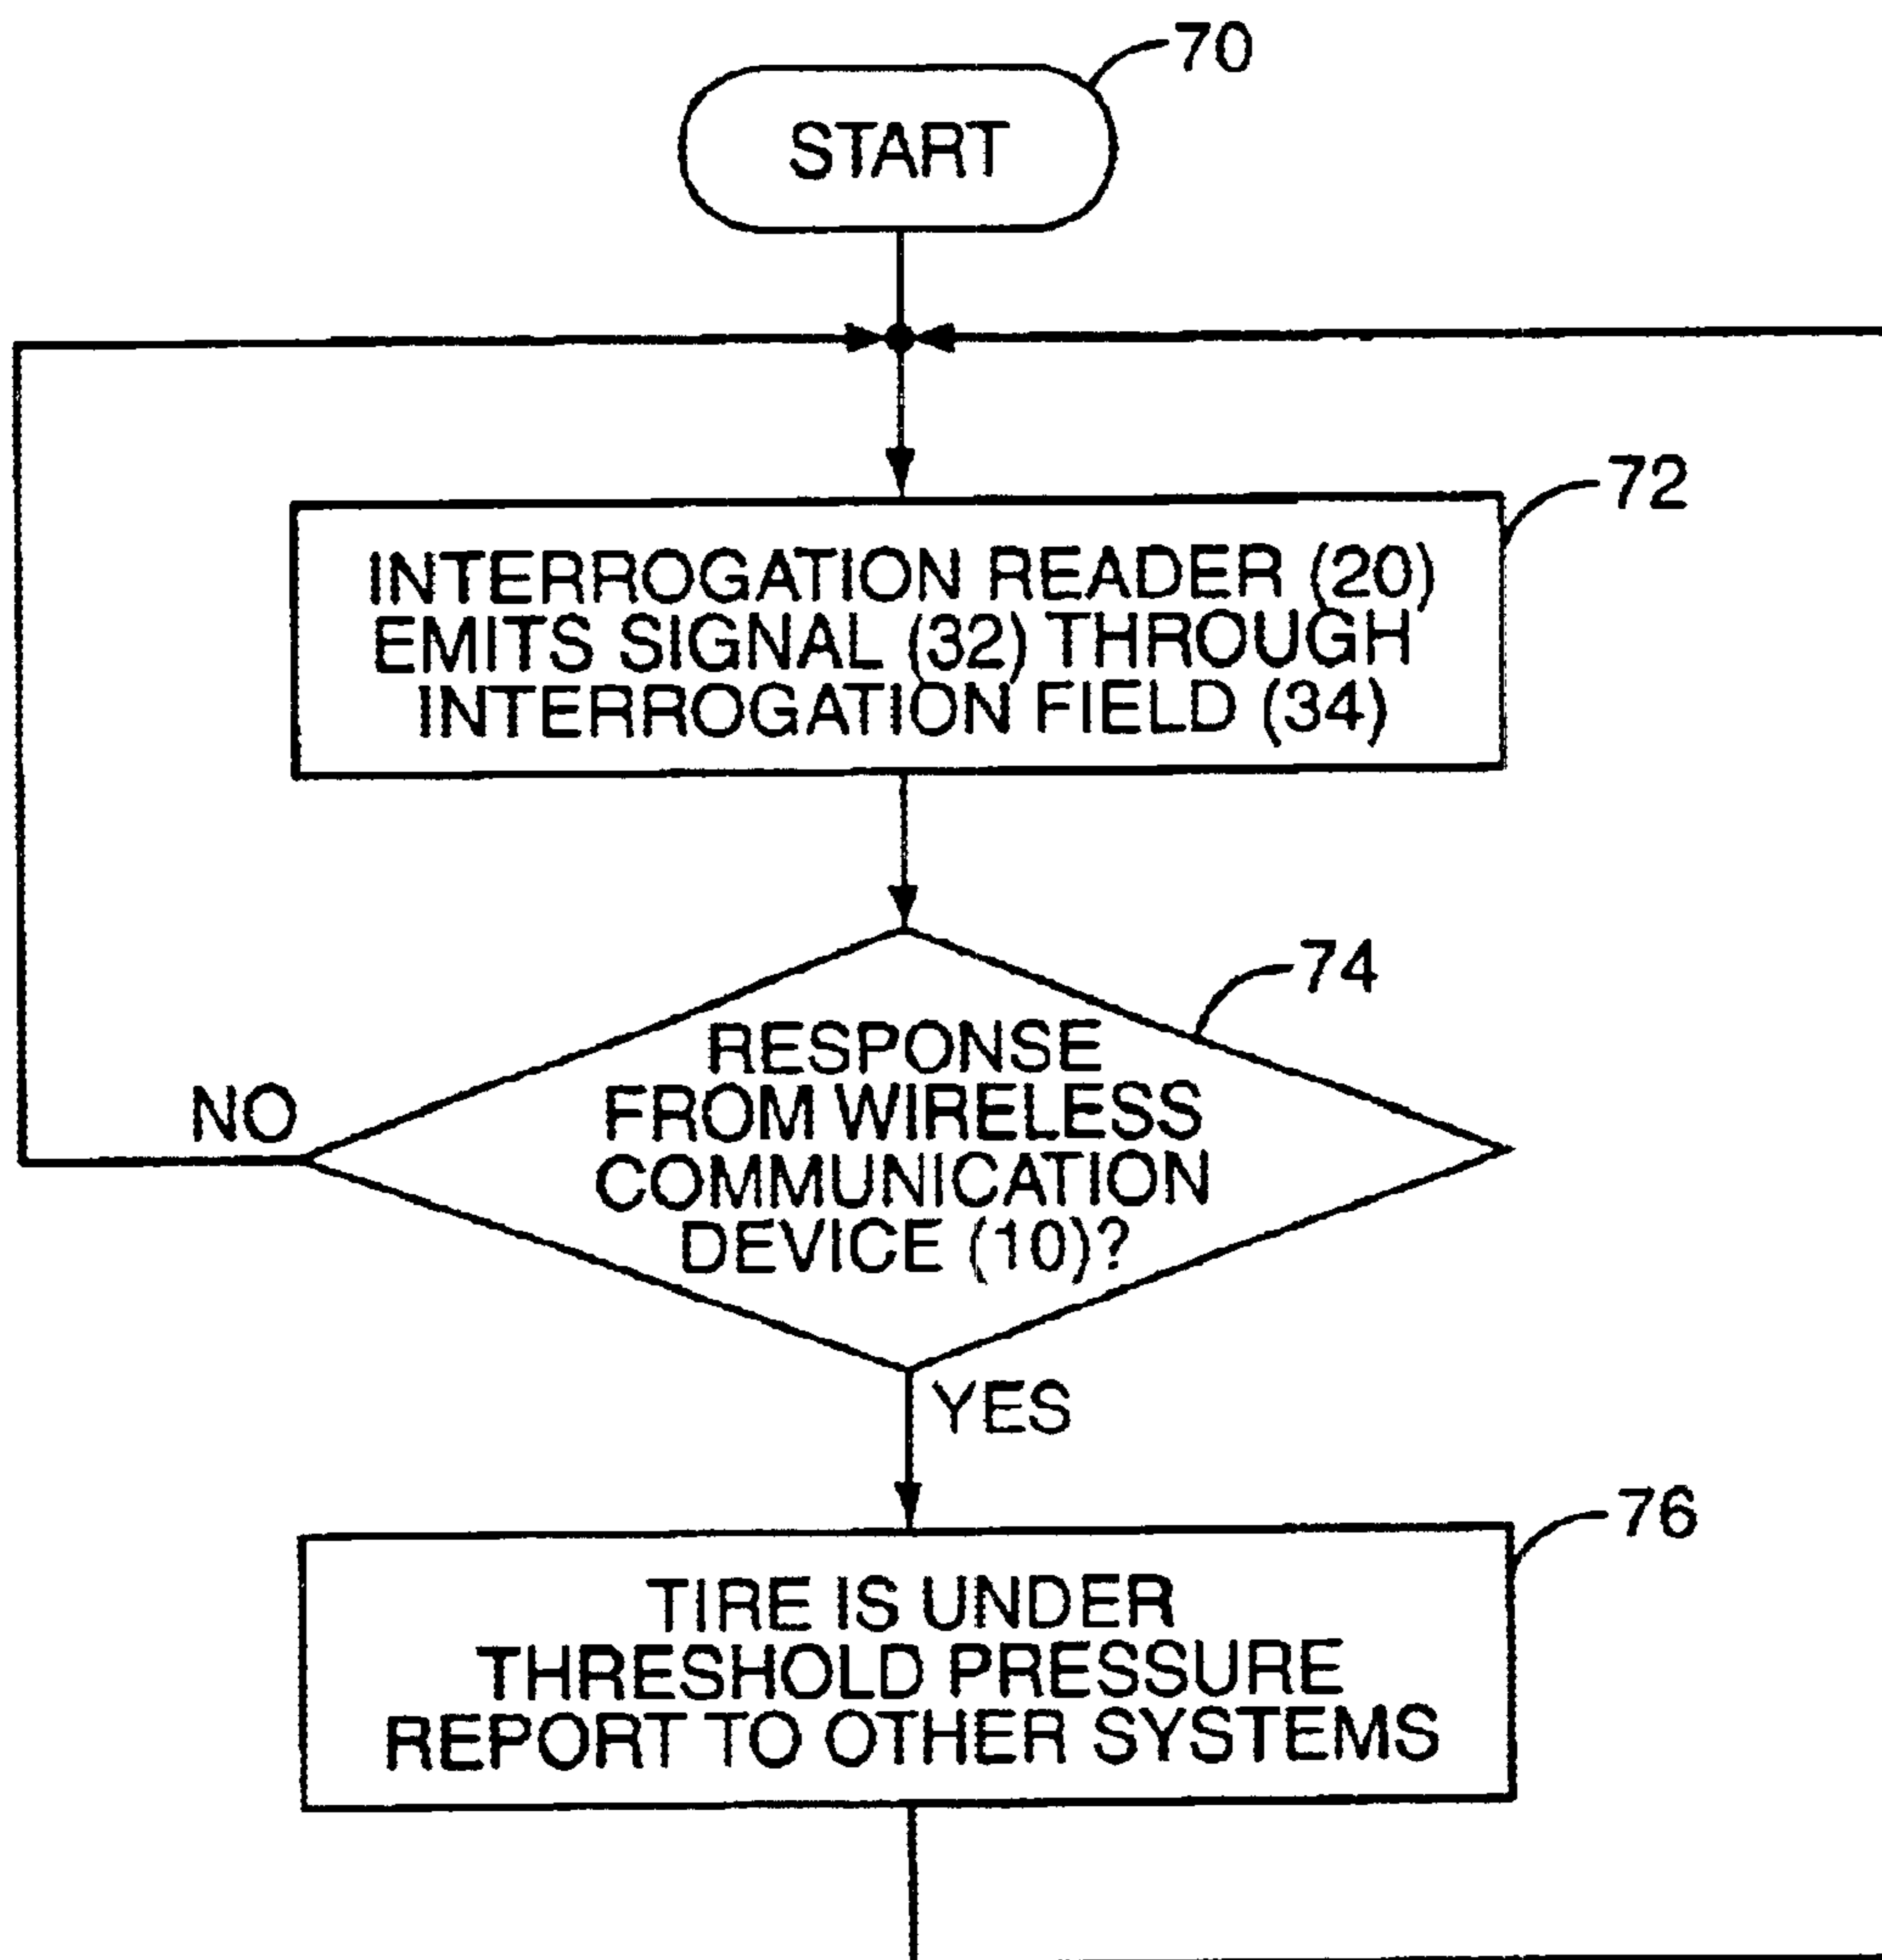 70
START
72
INTERROGATION READER (20)
EMITS SIGNAL (32) THROUGH
INTERROGATION FIELD (34)
74
RESPONSE
FROM WIRELESS
COMMUNICATION
DEVICE (10)?
NO
YES
76
TIRE IS UNDER
THRESHOLD PRESSURE
REPORT TO OTHER SYSTEMS